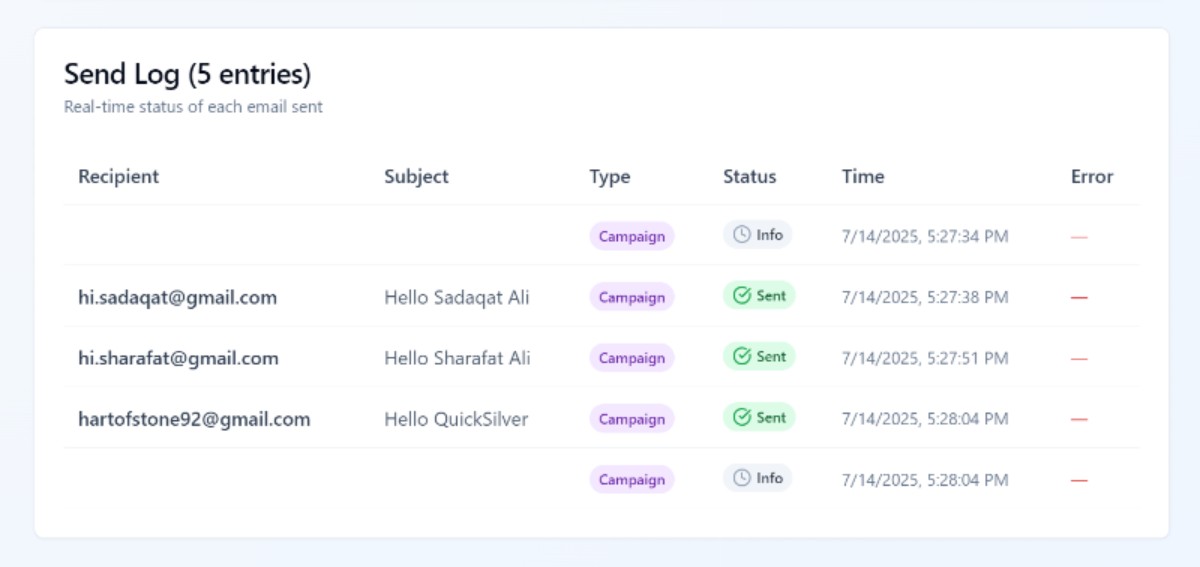 Send Log (5 entries)
Real-time status of each email sent
Recipient Subject Type Status Time Error
Campaign Info 7/14/2025, 5:27:34 PM —
hi.sadaqat@gmail.com Hello Sadaqat Ali Campaign Sent 7/14/2025, 5:27:38 PM —
hi.sharafat@gmail.com Hello Sharafat Ali Campaign Sent 7/14/2025, 5:27:51 PM —
hartofstone92@gmail.com Hello QuickSilver Campaign Sent 7/14/2025, 5:28:04 PM —
Campaign Info 7/14/2025, 5:28:04 PM —